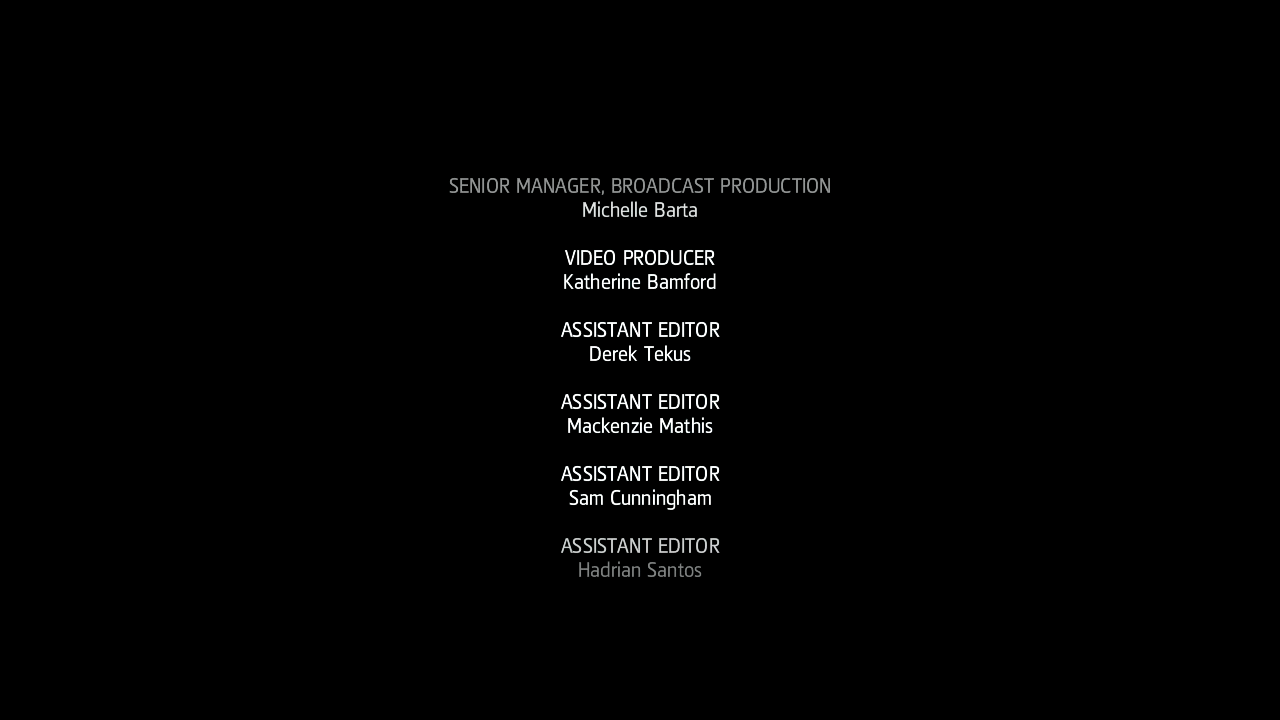 SENIOR MANAGER, BROADCAST PRODUCTION
Michelle Barta
VIDEO PRODUCER
Katherine Bamford
ASSISTANT EDITOR
Derek Tekus
ASSISTANT EDITOR
Mackenzie Mathis
ASSISTANT EDITOR
Sam Cunningham
ASSISTANT EDITOR
Hadrian Santos